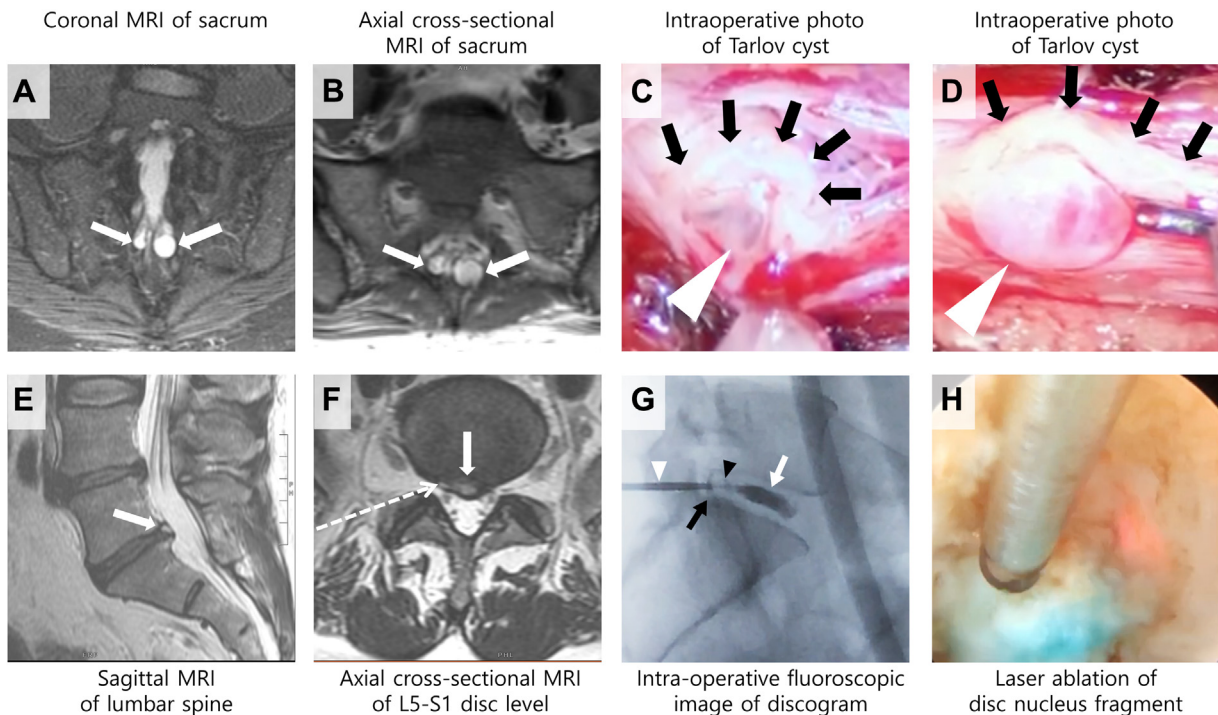 Coronal MRI of sacrum
Axial cross-sectional
MRI of sacrum
Intraoperative photo
of Tarlov cyst
Intraoperative photo
of Tarlov cyst
A
B
C
D
E
F
G
H
Sagittal MRI
of lumbar spine
Axial cross-sectional MRI
of L5-S1 disc level
Intra-operative fluoroscopic
image of discogram
Laser ablation of
disc nucleus fragment